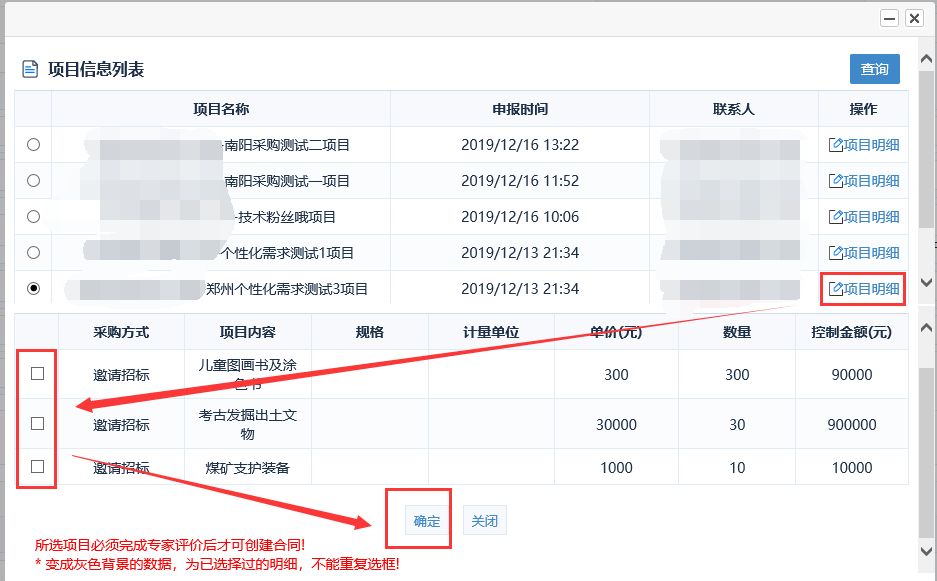 项目信息列表
查询
项目名称 申报时间 联系人 操作
南阳采购测试二项目 2019/12/16 13:22 项目明细
南阳采购测试一项目 2019/12/16 11:52 项目明细
-技术粉丝哦项目 2019/12/16 10:06 项目明细
个性化需求测试1项目 2019/12/13 21:34 项目明细
郑州个性化需求测试3项目 2019/12/13 21:34 项目明细
采购方式 项目内容 规格 计量单位 单价(元) 数量 控制金额(元)
邀请招标 儿童图画书及涂色书 300 300 90000
邀请招标 考古发掘出土文物 30000 30 900000
邀请招标 煤矿支护装备 1000 10 10000
确定 关闭
所选项目必须完成专家评价后才可创建合同!
* 变成灰色背景的数据，为已选择过的明细，不能重复选框!